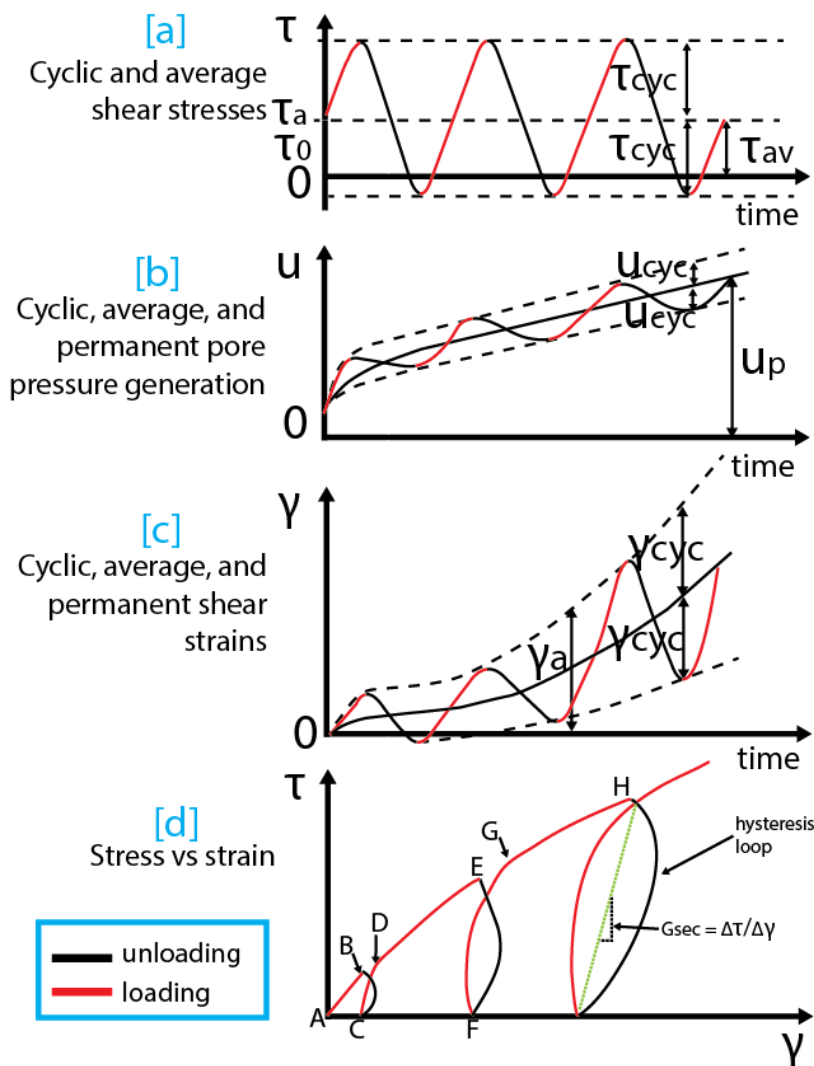 [a]
Cyclic and average
shear stresses
τ
τa
τ0
0
τcyc
τcyc
τav
time
[b]
Cyclic, average, and
permanent pore
pressure generation
u
0
ucyc
ucyc
up
time
[c]
Cyclic, average, and
permanent shear
strains
γ
0
γa
γcyc
γcyc
time
[d]
Stress vs strain
τ
A
B
C
D
E
F
G
H
hysteresis
loop
Gsec = Δτ/Δγ
γ
unloading
loading